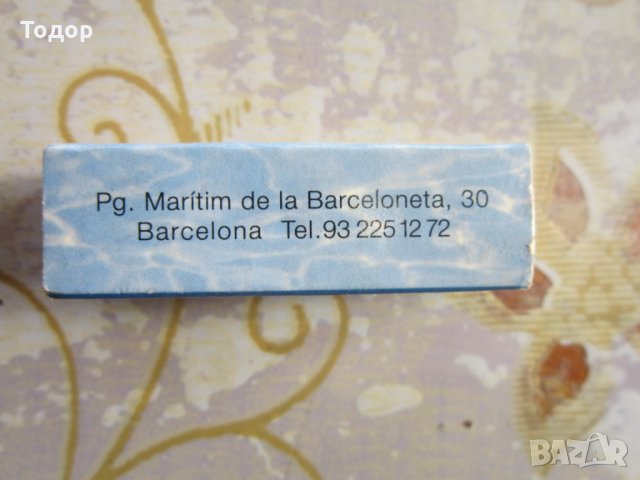 Тодор
Pg. Marítim de la Barceloneta, 30
Barcelona Tel.93 225 12 72
BAZAR